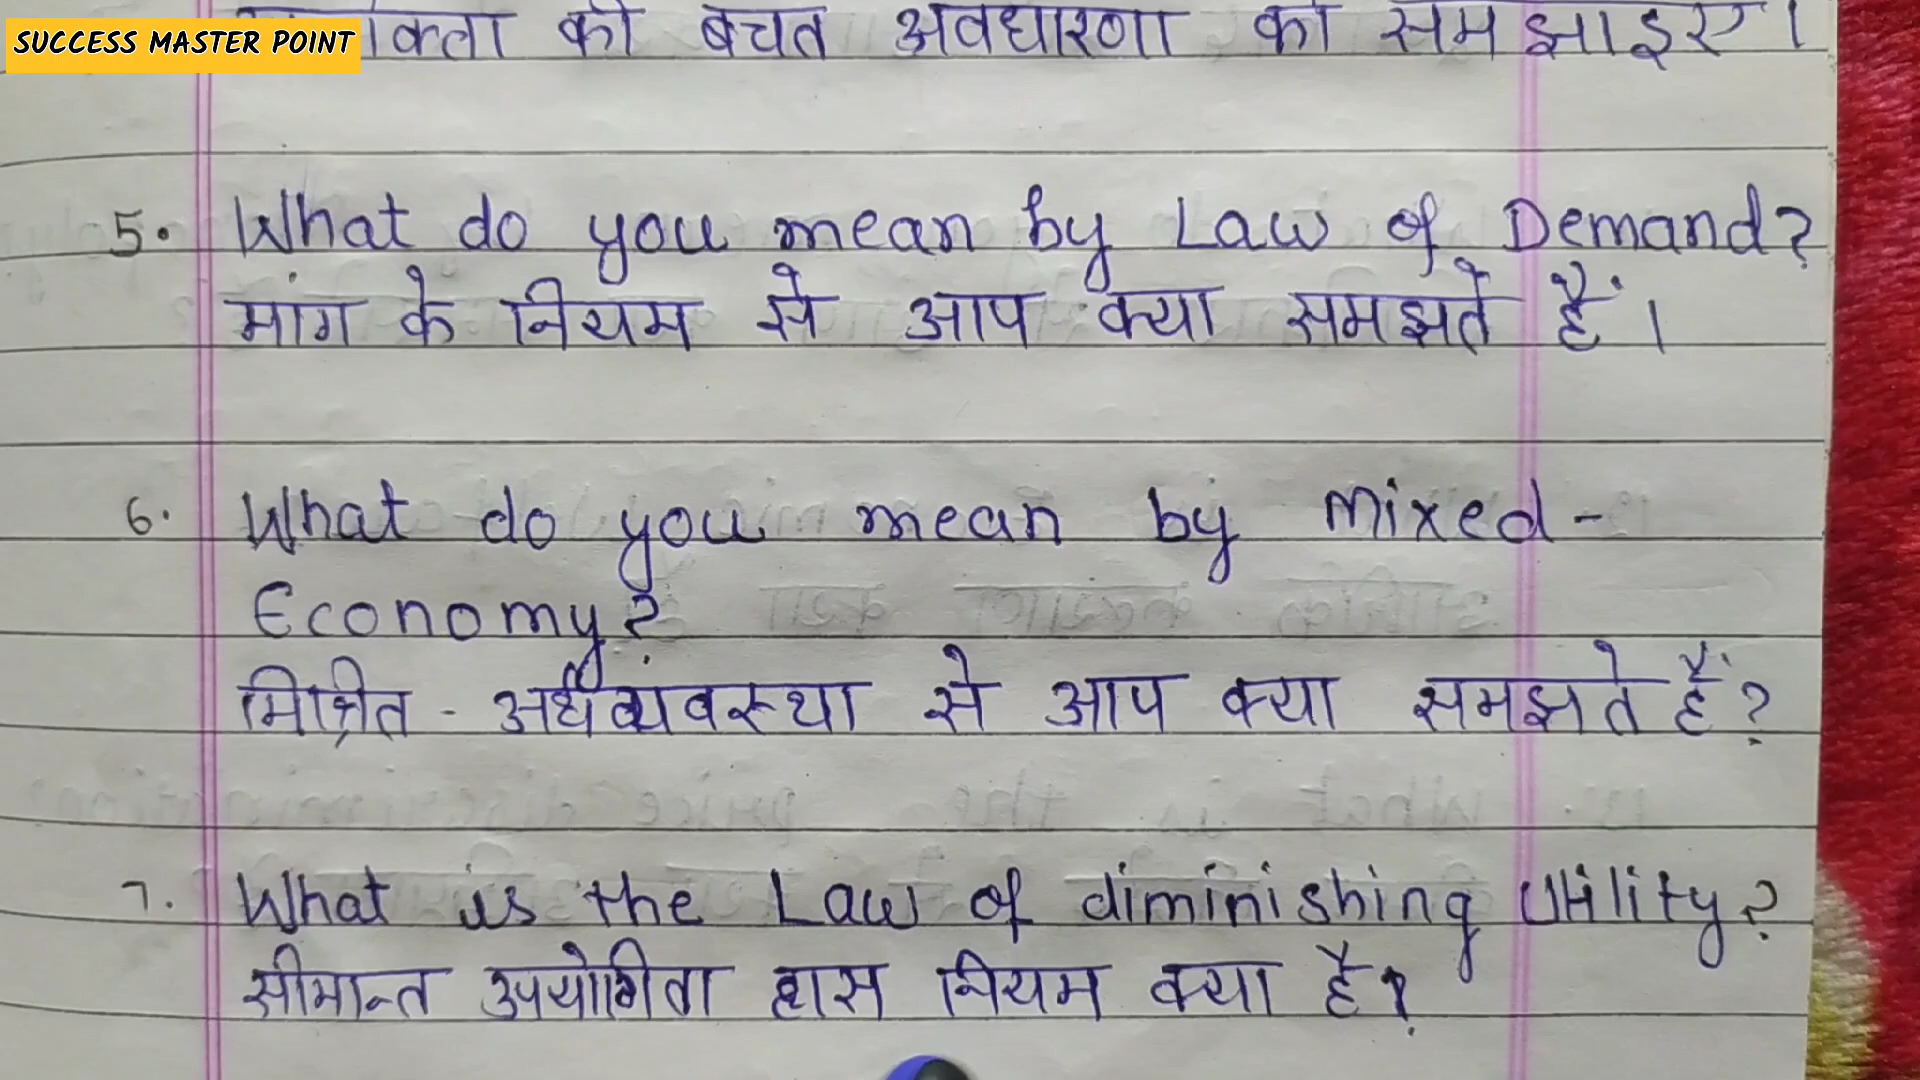 SUCCESS MASTER POINT
की बचत अवधारणा को समझाइए।
5. What do you mean by Law of Demand?
मांग के नियम से आप क्या समझते हैं।
6. What do you mean by Mixed-
Economy?
मिश्रित - अर्थव्यवस्था से आप क्या समझते हैं?
7. What is the Law of diminishing Utility?
सीमान्त उपयोगिता ह्रास नियम क्या है?